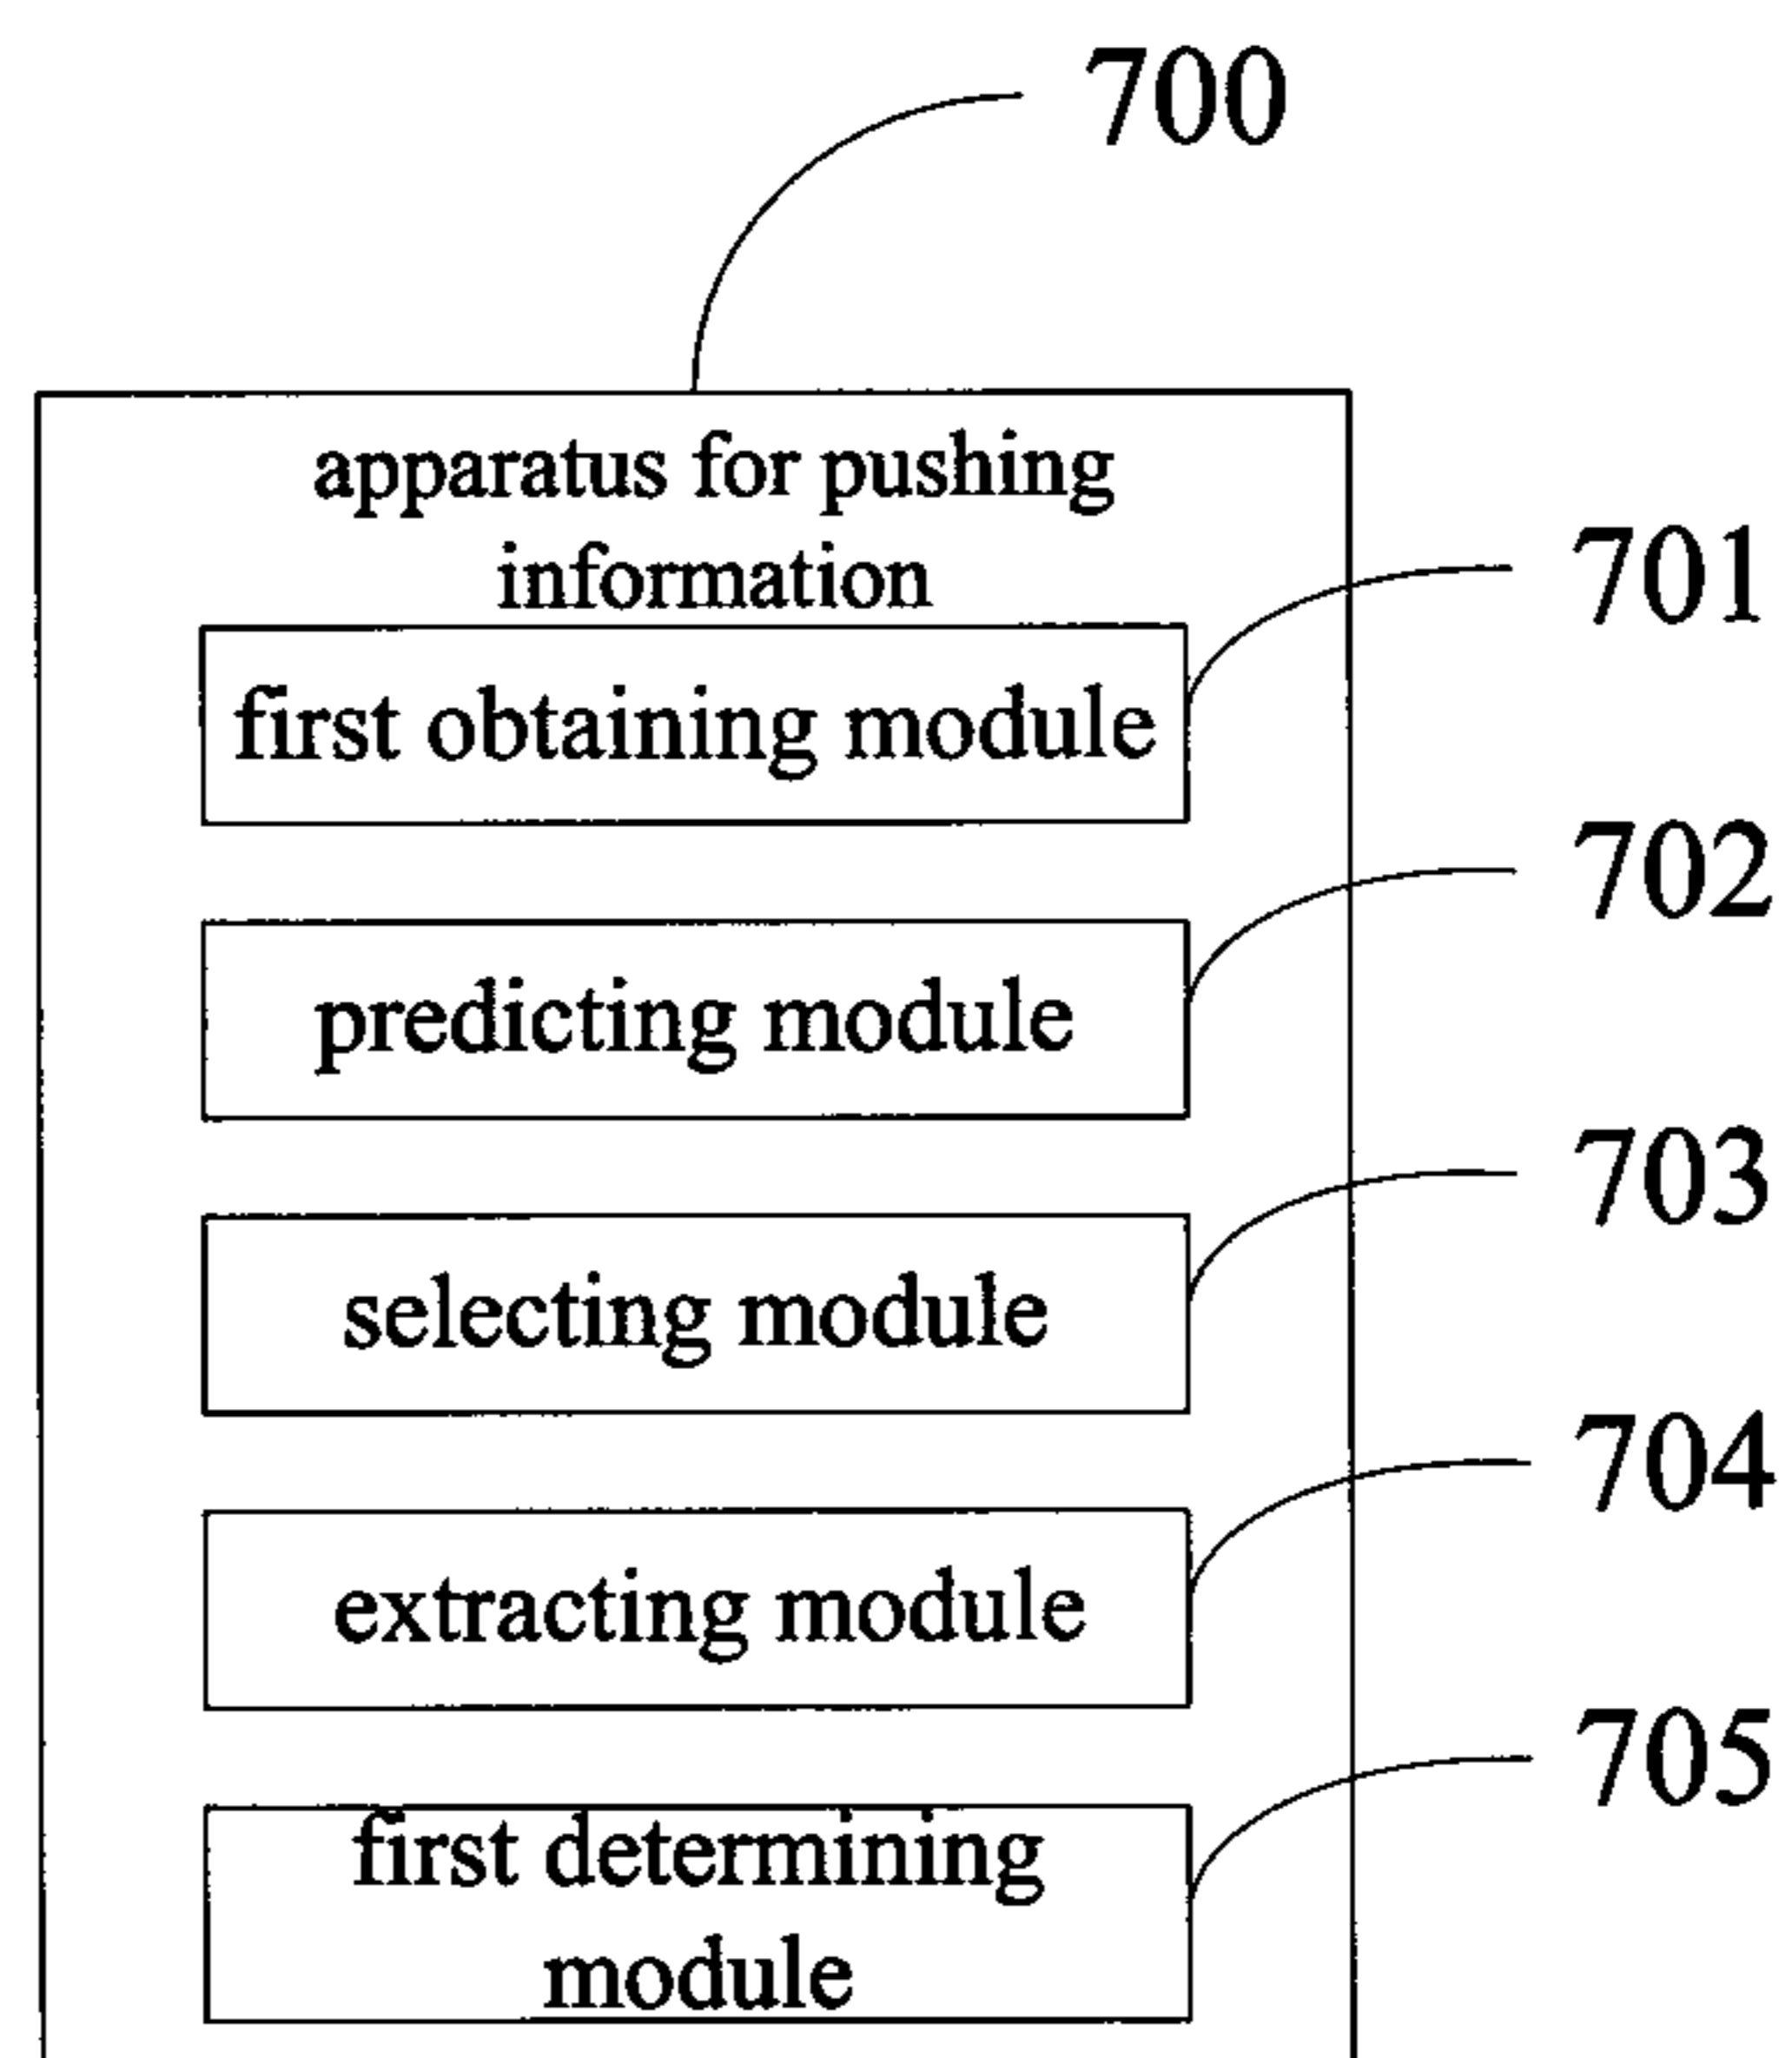 700
apparatus for pushing
information
701
first obtaining module
702
predicting module
703
selecting module
704
extracting module
705
first determining
module